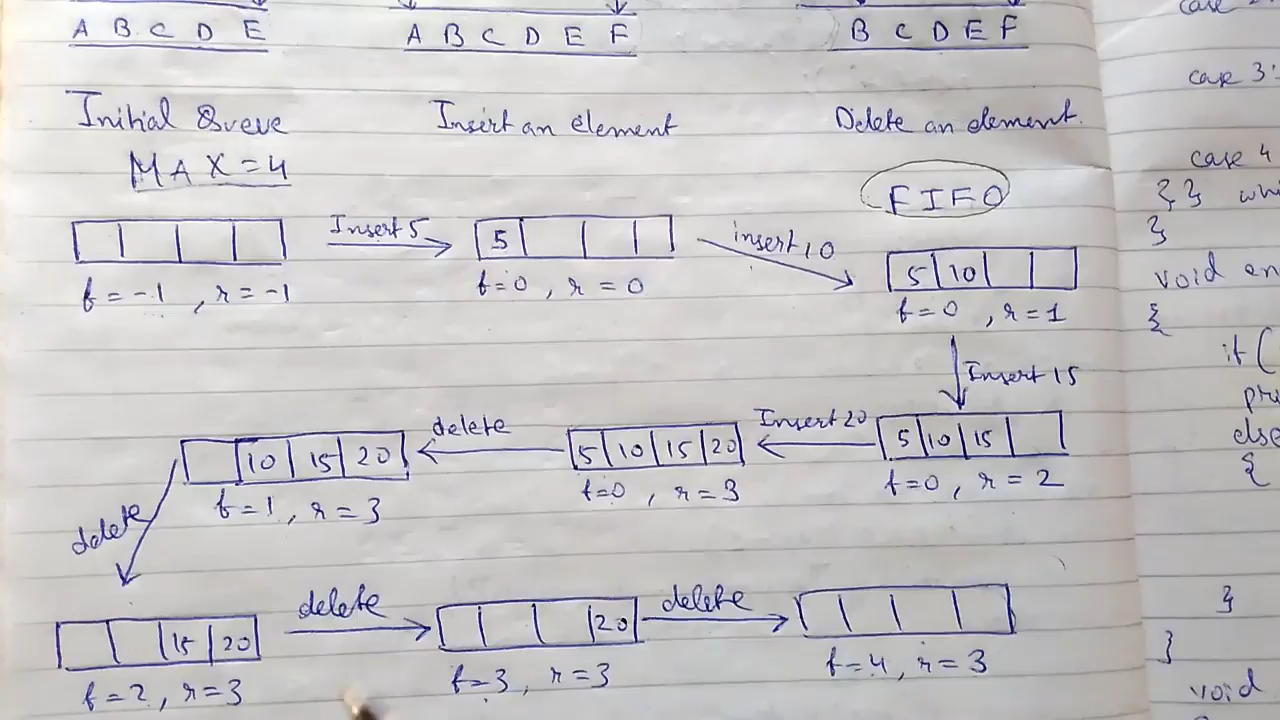 A B C D E
A B C D E F
B C D E F
Initial Queue
Insert an element
Delete an element.
MAX=4
FIFO
Insert 5
5
insert 10
5 10
f=-1 , r=-1
f=0 , r=0
f=0 , r=1
Insert 15
10 15 20
delete
5 10 15 20
Insert 20
5 10 15
f=1 , r=3
f=0 , r=3
f=0 , r=2
delete
15 20
delete
20
delete
f=2, r=3
f=3, r=3
f=4, r=3
case 3:
case 4
}} whi
}
void en
{
if (
pri
else
{
}
}
void